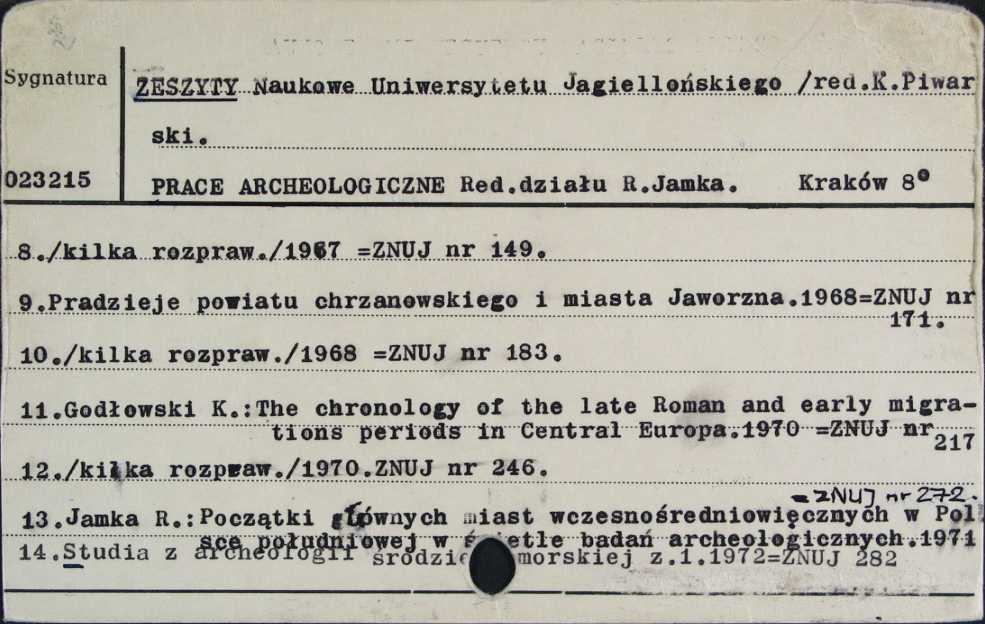 Sygnatura
ZESZYTY Naukowe Uniwersytetu Jagiellońskiego /red.K.Piwar
ski.
023215
PRACE ARCHEOLOGICZNE Red.działu R.Jamka. Kraków 8°
8./kilka rozpraw./1967 =ZNUJ nr 149.
9.Pradzieje powiatu chrzanowskiego i miasta Jaworzna.1968=ZNUJ nr
171.
10./kilka rozpraw./1968 =ZNUJ nr 183.
11.Godłowski K.:The chronology of the late Roman and early migra-
tions periods in Central Europa.1970 =ZNUJ nr
217
12./kilka rozpraw./1970.ZNUJ nr 246.
=ZNUJ nr 272.
13.Jamka R.:Początki głównych miast wczesnośredniowięcznych w Pol
sce południowej w świetle badań archeologicznych.1971
14.Studia z archeologii morskiej z.1.1972=ZNUJ 282